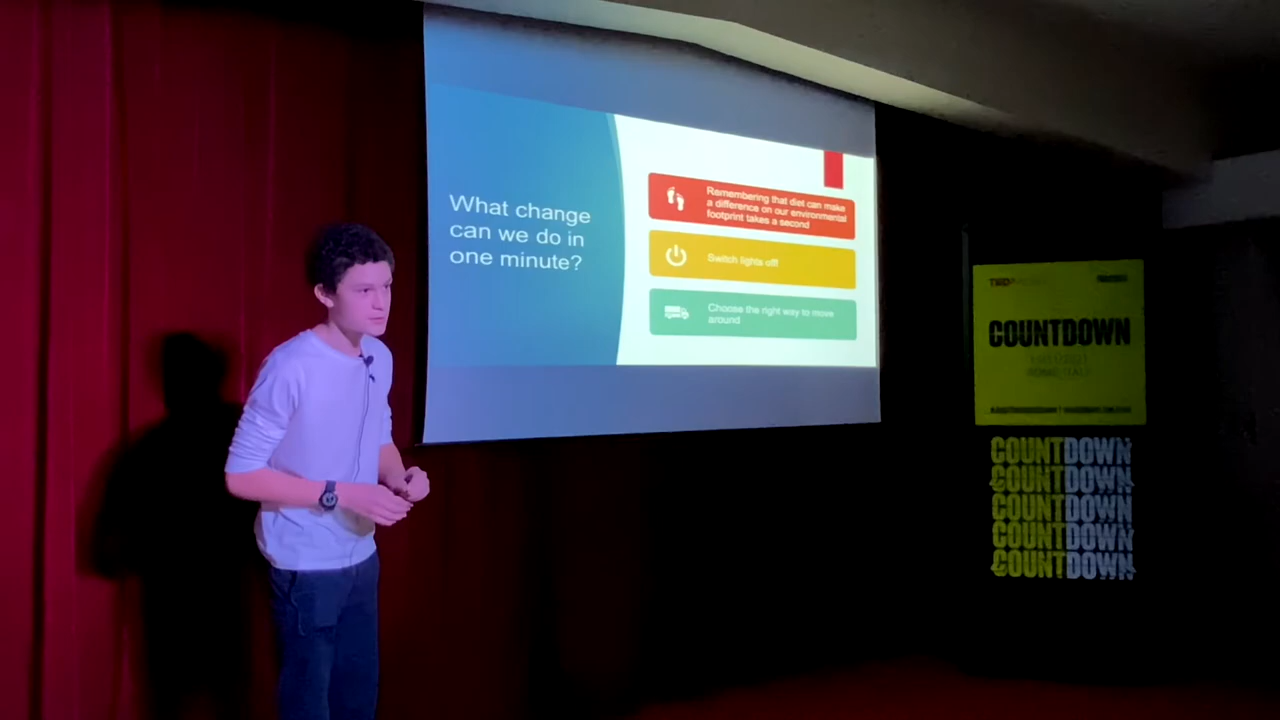 What change
can we do in
one minute?
Remembering that diet can make
a difference on our environmental
footprint takes a second
Switch lights off
Choose the right way to move
around
COUNTDOWN
COUNTDOWN
COUNTDOWN
COUNTDOWN
COUNTDOWN
COUNTDOWN